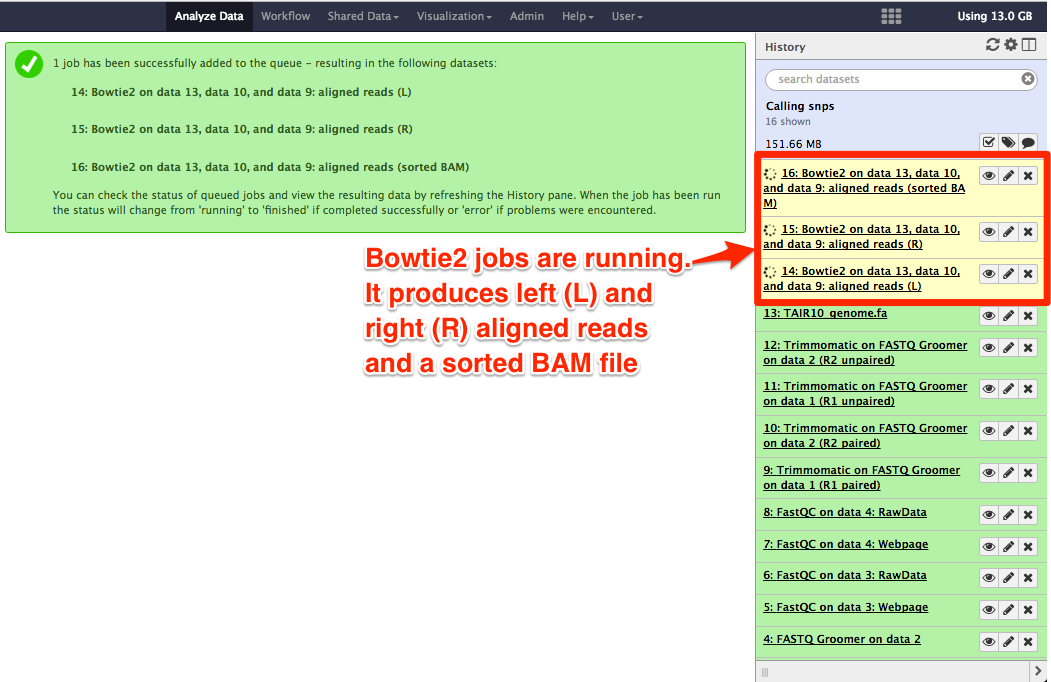 Analyze Data Workflow Shared Data Visualization Admin Help User Using 13.0 GB
1 job has been successfully added to the queue – resulting in the following datasets:
14: Bowtie2 on data 13, data 10, and data 9: aligned reads (L)
15: Bowtie2 on data 13, data 10, and data 9: aligned reads (R)
16: Bowtie2 on data 13, data 10, and data 9: aligned reads (sorted BAM)
You can check the status of queued jobs and view the resulting data by refreshing the History pane. When the job has been run
the status will change from 'running' to 'finished' if completed successfully or 'error' if problems were encountered.
Bowtie2 jobs are running.
It produces left (L) and
right (R) aligned reads
and a sorted BAM file
History
search datasets
Calling snps
16 shown
151.66 MB
16: Bowtie2 on data 13, data 10,
and data 9: aligned reads (sorted BA
M)
15: Bowtie2 on data 13, data 10,
and data 9: aligned reads (R)
14: Bowtie2 on data 13, data 10,
and data 9: aligned reads (L)
13: TAIR10_genome.fa
12: Trimmomatic on FASTQ Groomer
on data 2 (R2 unpaired)
11: Trimmomatic on FASTQ Groomer
on data 1 (R1 unpaired)
10: Trimmomatic on FASTQ Groomer
on data 2 (R2 paired)
9: Trimmomatic on FASTQ Groomer
on data 1 (R1 paired)
8: FastQC on data 4: RawData
7: FastQC on data 4: Webpage
6: FastQC on data 3: RawData
5: FastQC on data 3: Webpage
4: FASTQ Groomer on data 2